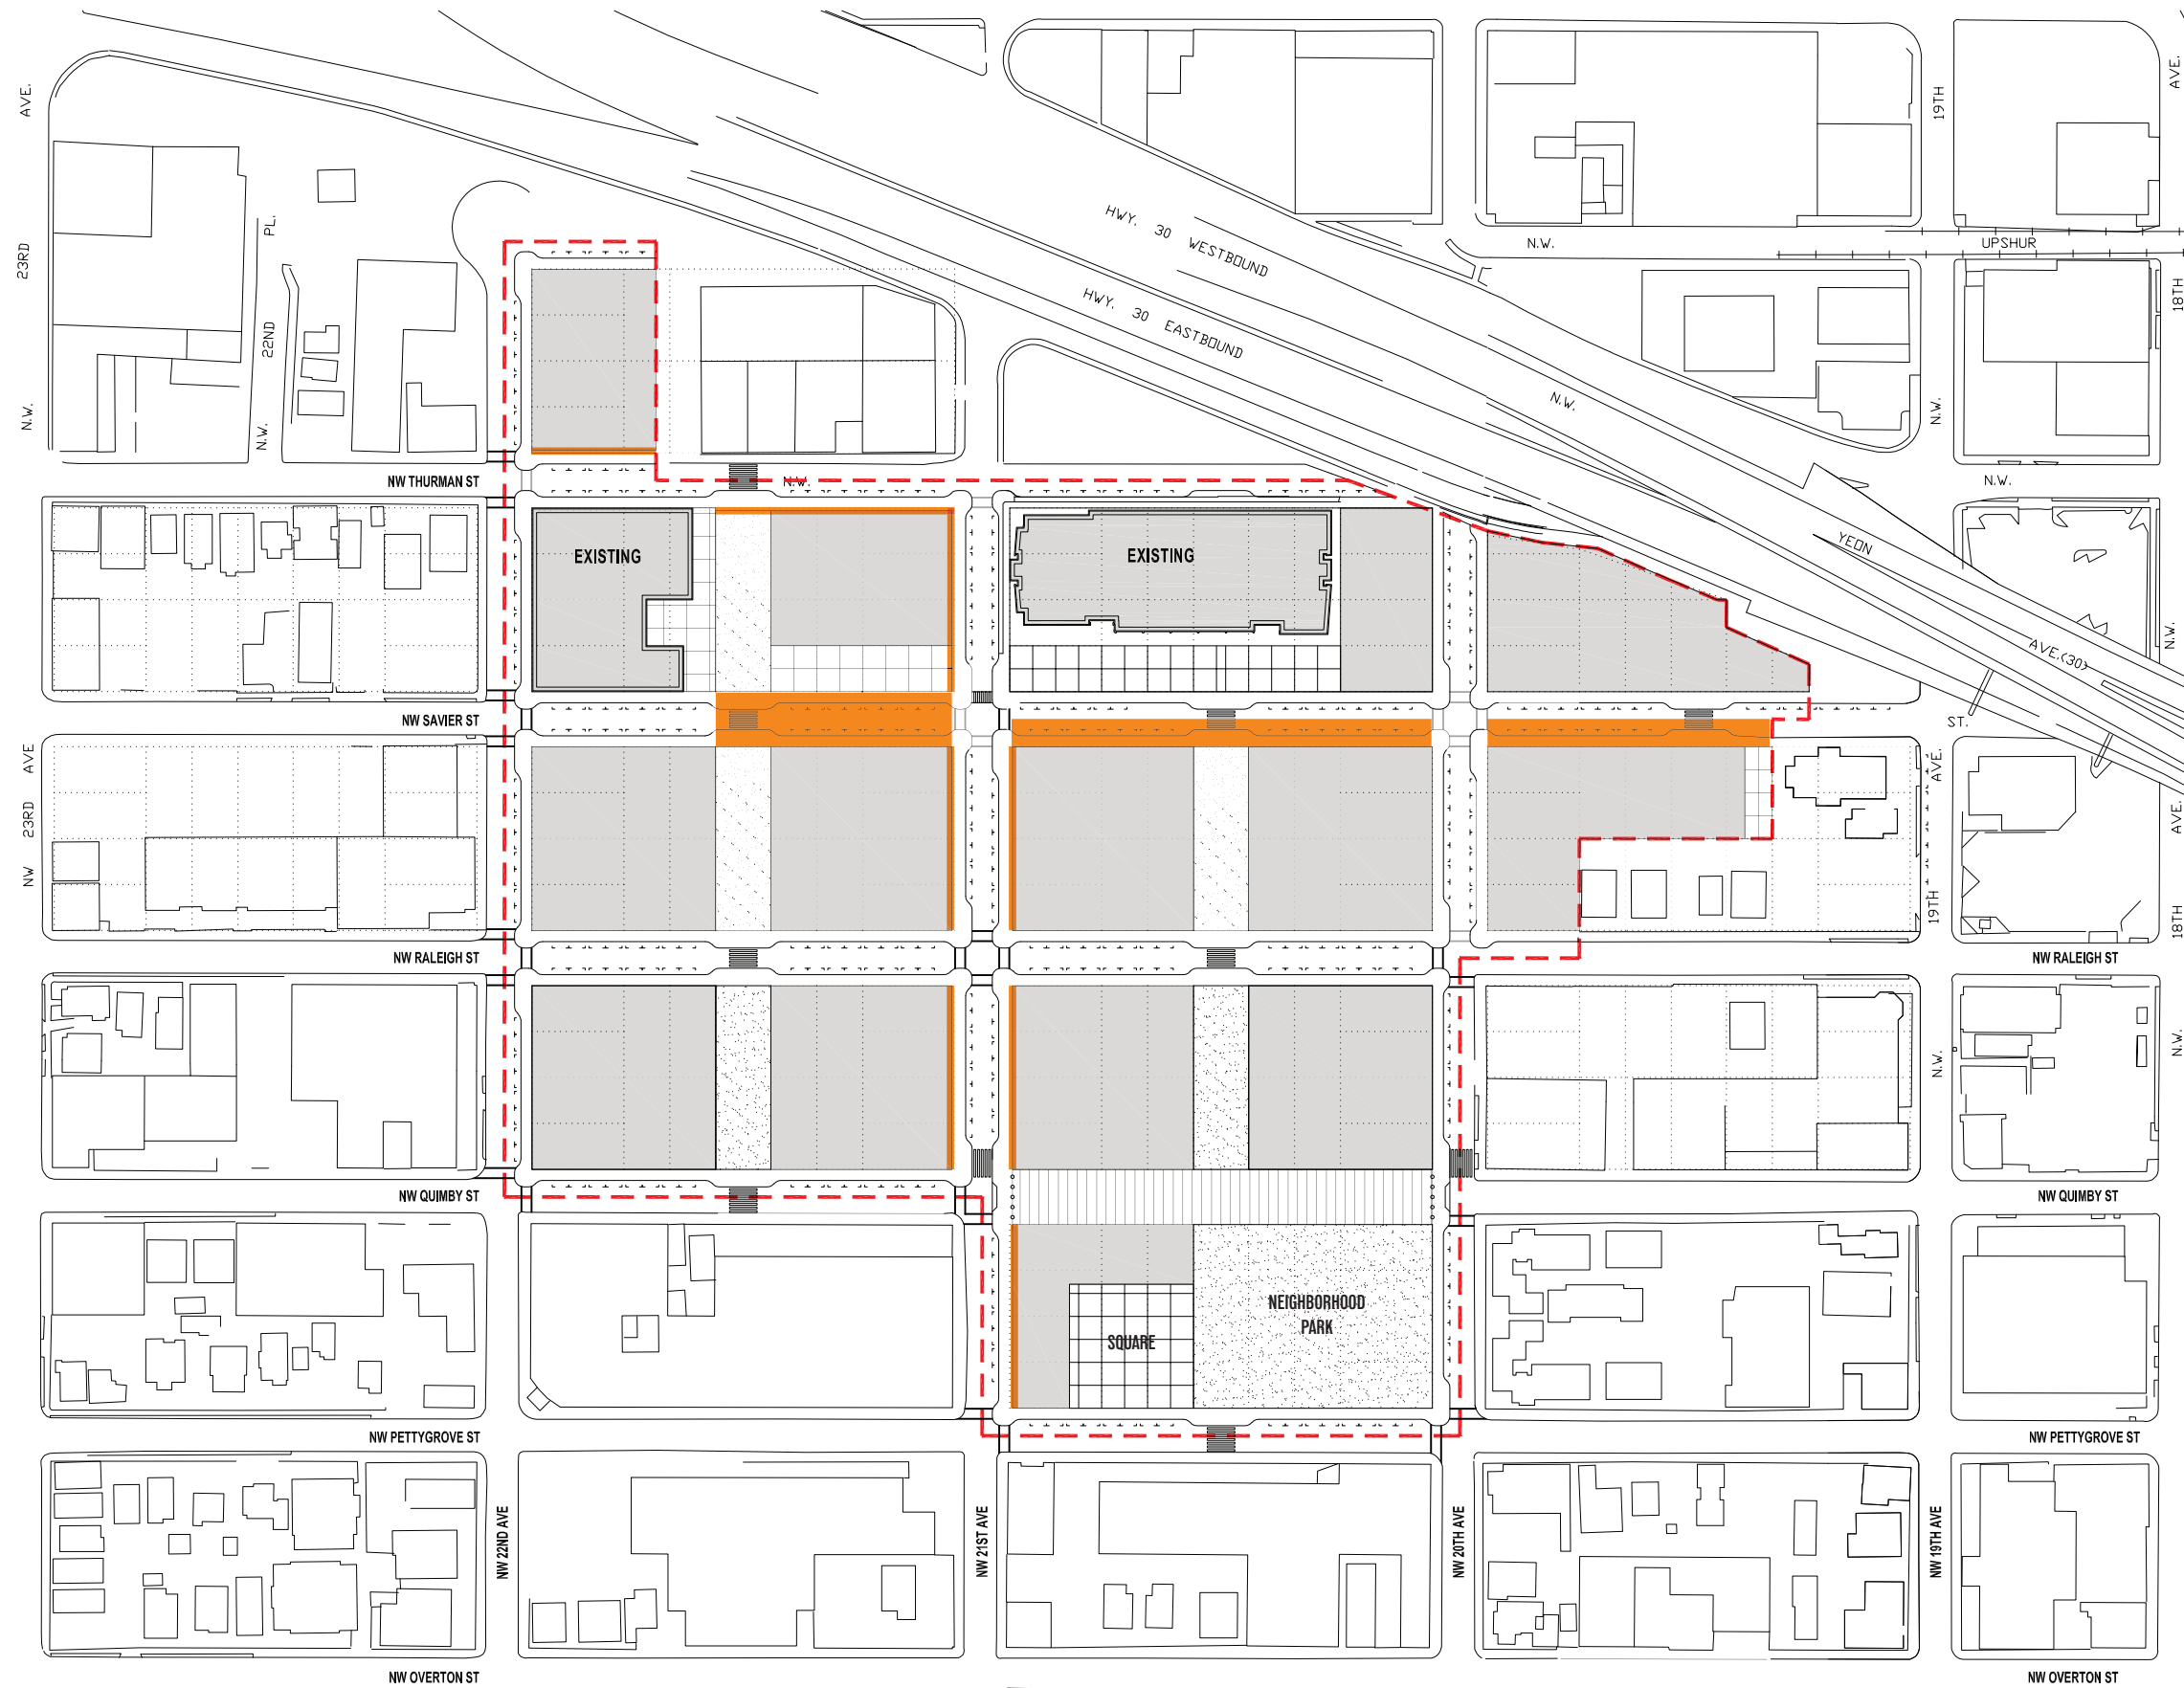 AVE.
23RD
N.W.
PL.
22ND
N.W.
HWY. 30 WESTBOUND
HWY. 30 EASTBOUND
N.W.
19TH
AVE.
N.W.
UPSHUR
18TH
N.W.
N.W.
NW THURMAN ST
N.W.
EXISTING
EXISTING
YEON
AVE.(30)
N.W.
NW SAVIER ST
ST.
AVE
23RD
NW
AVE.
19TH
AVE.
18TH
NW RALEIGH ST
NW RALEIGH ST
N.W.
N.W.
NW QUIMBY ST
NW QUIMBY ST
NEIGHBORHOOD
PARK
SQUARE
NW PETTYGROVE ST
NW PETTYGROVE ST
NW 22ND AVE
NW 21ST AVE
NW 20TH AVE
NW 19TH AVE
NW OVERTON ST
NW OVERTON ST